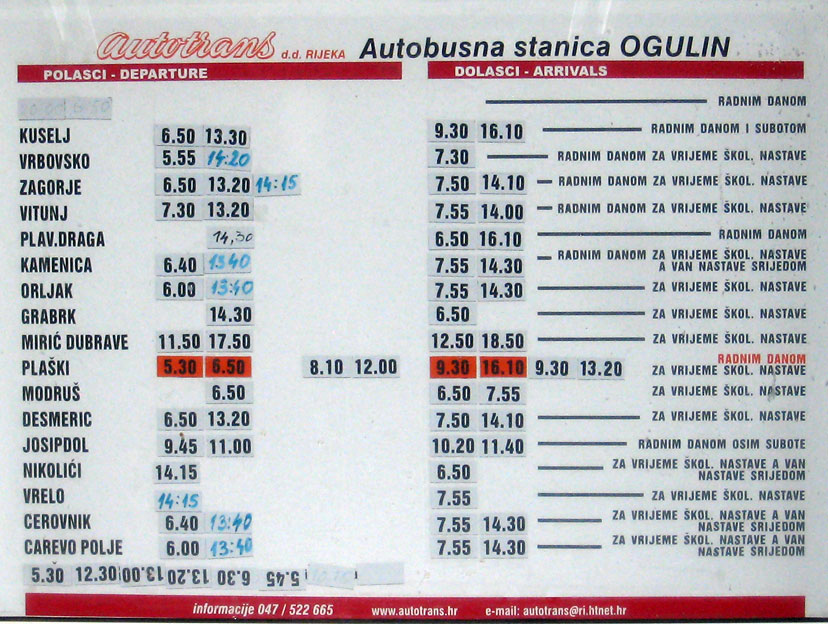 autotrans d.d. RIJEKA Autobusna stanica OGULIN
POLASCI - DEPARTURE DOLASCI - ARRIVALS
RADNIM DANOM
KUSELJ 6.50 13.30 9.30 16.10 RADNIM DANOM I SUBOTOM
VRBOVSKO 5.55 14:20 7.30 RADNIM DANOM ZA VRIJEME ŠKOL. NASTAVE
ZAGORJE 6.50 13.20 14:15 7.50 14.10 RADNIM DANOM ZA VRIJEME ŠKOL. NASTAVE
VITUNJ 7.30 13.20 7.55 14.00 RADNIM DANOM ZA VRIJEME ŠKOL. NASTAVE
PLAV.DRAGA 14,30 6.50 16.10 RADNIM DANOM
KAMENICA 6.40 13:40 7.55 14.30 RADNIM DANOM ZA VRIJEME ŠKOL. NASTAVE
A VAN NASTAVE SRIJEDOM
ORLJAK 6.00 13:40 7.55 14.30 ZA VRIJEME ŠKOL. NASTAVE
GRABRK 14.30 6.50 ZA VRIJEME ŠKOL. NASTAVE
MIRIĆ DUBRAVE 11.50 17.50 12.50 18.50 ZA VRIJEME ŠKOL. NASTAVE
RADNIM DANOM
PLAŠKI 5.30 6.50 8.10 12.00 9.30 16.10 9.30 13.20 ZA VRIJEME ŠKOL. NASTAVE
MODRUŠ 6.50 6.50 7.55 ZA VRIJEME ŠKOL. NASTAVE
DESMERIC 6.50 13.20 7.50 14.10 ZA VRIJEME ŠKOL. NASTAVE
JOSIPDOL 9.45 11.00 10.20 11.40 RADNIM DANOM OSIM SUBOTE
NIKOLIĆI 14.15 6.50 ZA VRIJEME ŠKOL. NASTAVE A VAN
NASTAVE SRIJEDOM
VRELO 14:15 7.55 ZA VRIJEME ŠKOL. NASTAVE
CEROVNIK 6.40 13:40 7.55 14.30 ZA VRIJEME ŠKOL. NASTAVE A VAN
NASTAVE SRIJEDOM
CAREVO POLJE 6.00 13:40 7.55 14.30 ZA VRIJEME ŠKOL. NASTAVE A VAN
NASTAVE SRIJEDOM
5.30 12.30 13.00 13.20 6.30 5.45
informacije 047 / 522 665 www.autotrans.hr e-mail: autotrans@ri.htnet.hr